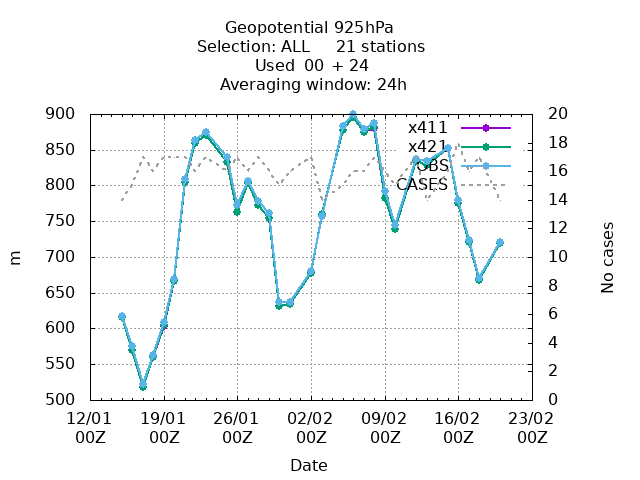 Geopotential 925hPa
Selection: ALL 21 stations
Used 00 + 24
Averaging window: 24h
900
850
800
750
700
650
600
550
500
m
20
18
16
14
12
10
8
6
4
2
0
No cases
x411
x421
OBS
CASES
12/01 19/01 26/01 02/02 09/02 16/02 23/02
00Z 00Z 00Z 00Z 00Z 00Z 00Z
Date